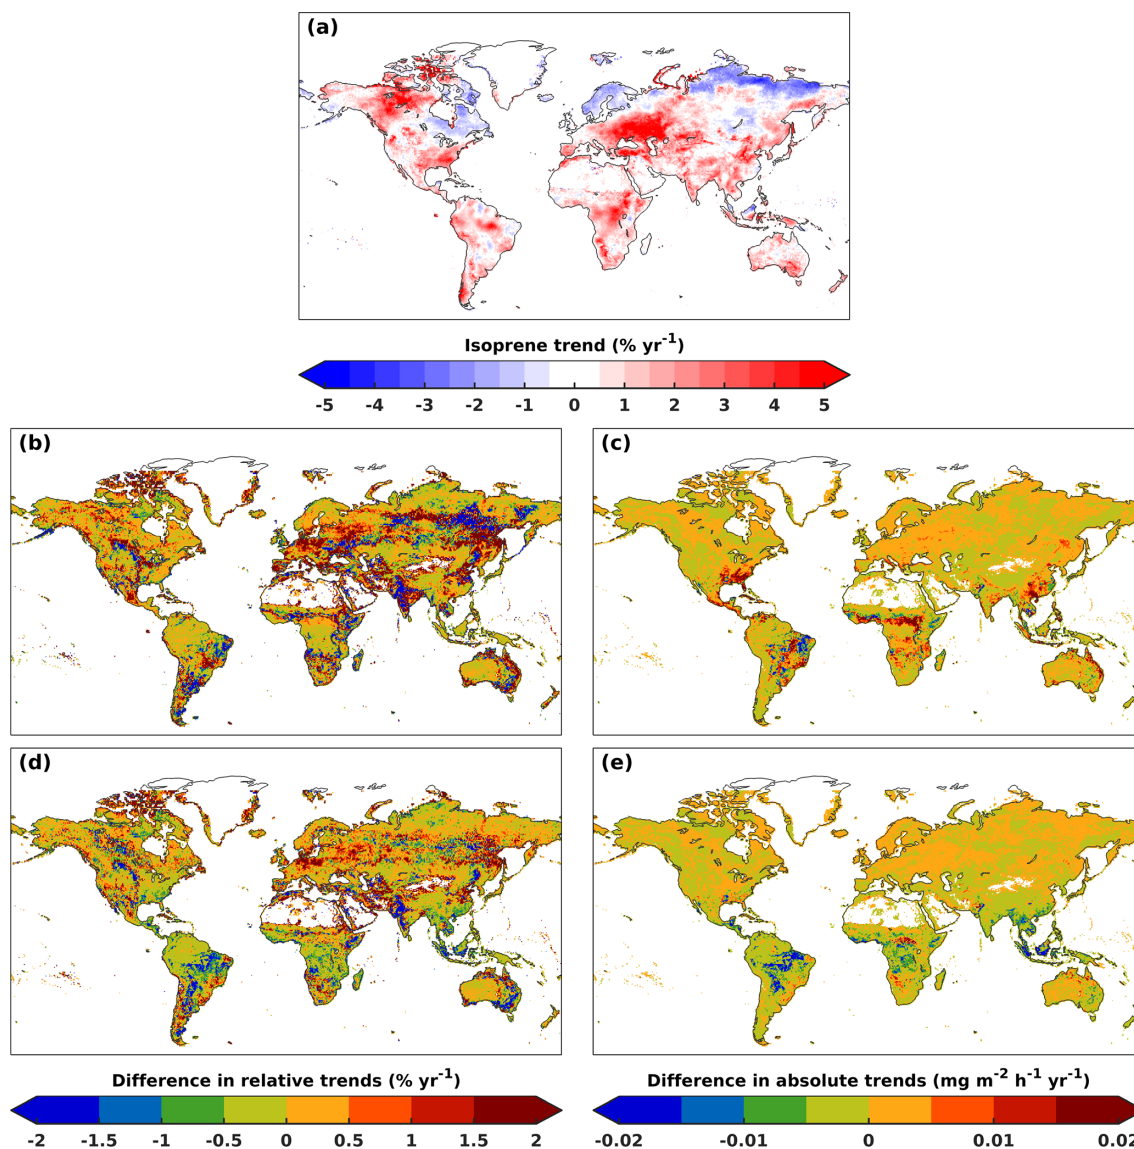 (a)
Isoprene trend (% yr-1)
-5 -4 -3 -2 -1 0 1 2 3 4 5
(b)
(c)
(d)
(e)
Difference in relative trends (% yr-1)
-2 -1.5 -1 -0.5 0 0.5 1 1.5 2
Difference in absolute trends (mg m-2 h-1 yr-1)
-0.02 -0.01 0 0.01 0.02